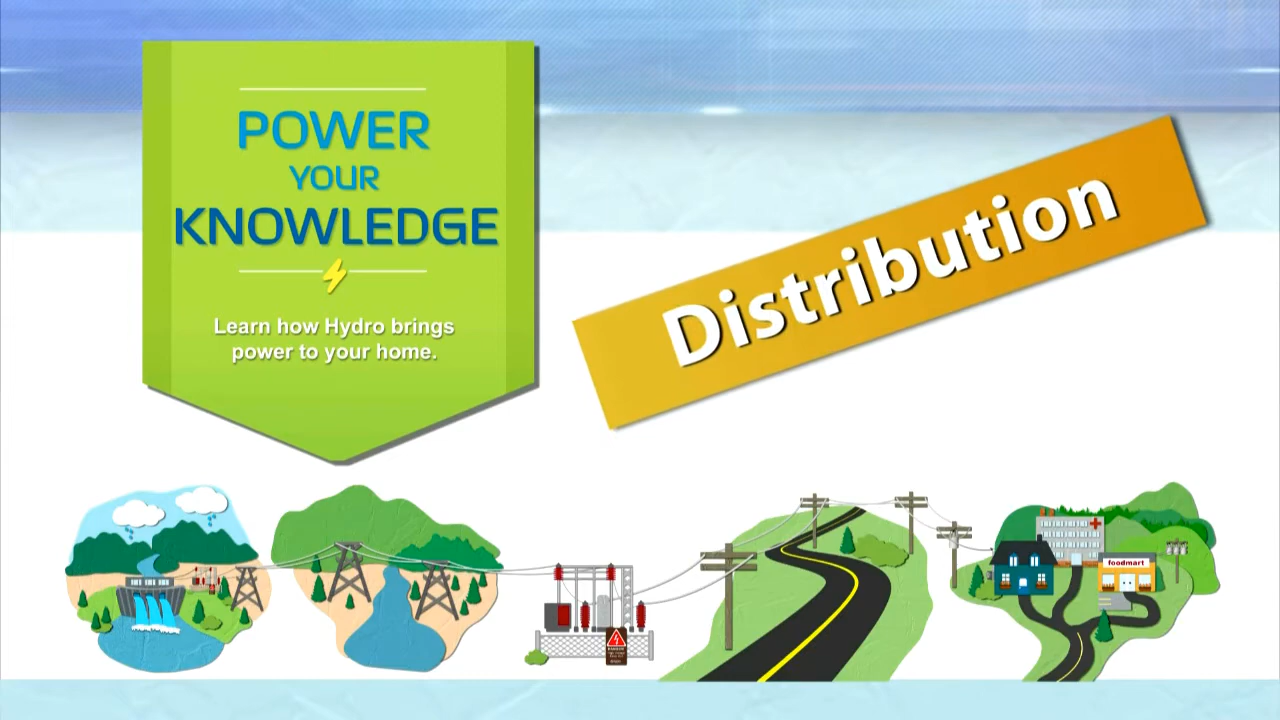 POWER
YOUR
KNOWLEDGE
Learn how Hydro brings
power to your home.
Distribution
foodmart